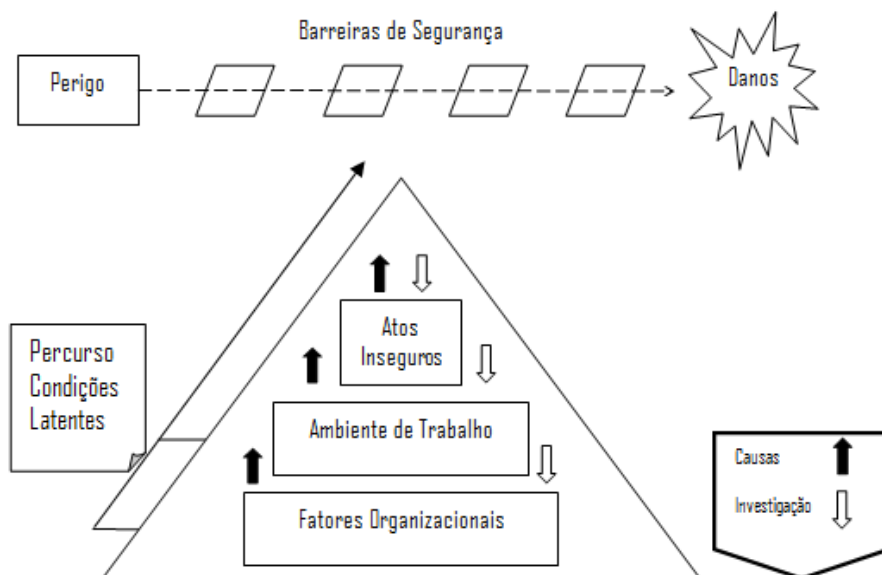 Barreiras de Segurança
Perigo
Danos
Atos
Inseguros
Percurso
Condições
Latentes
Ambiente de Trabalho
Fatores Organizacionais
Causas
Investigação